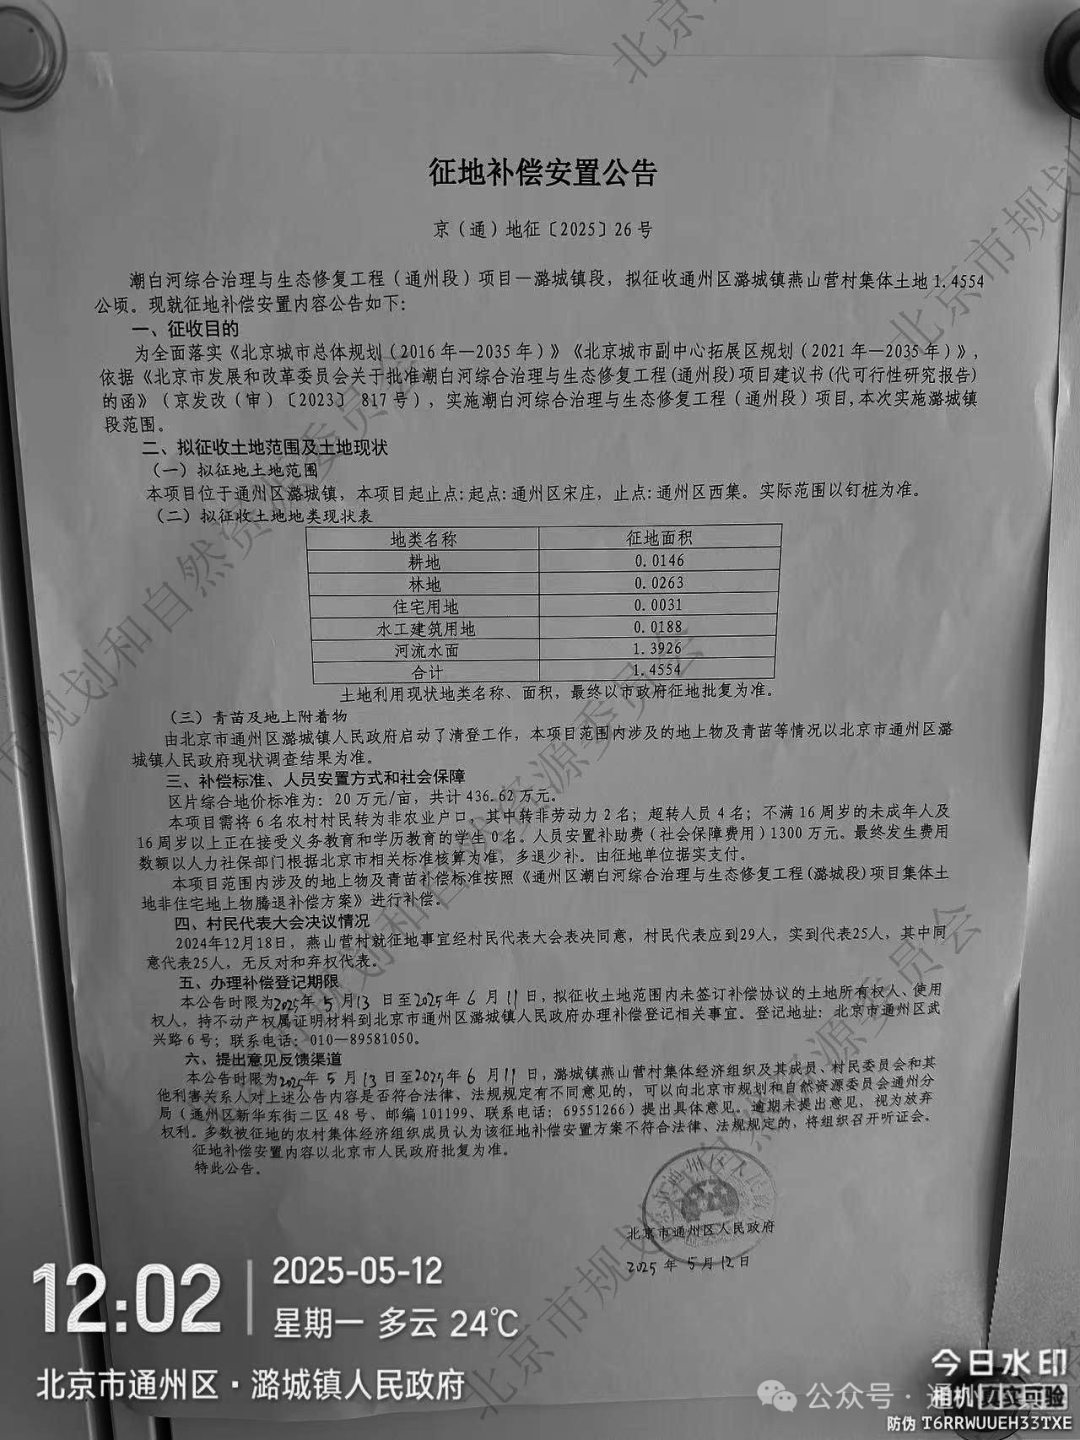 征地补偿安置公告
京（通）地征〔2025〕26号
潮白河综合治理与生态修复工程（通州段）项目—潞城镇段，拟征收通州区潞城镇燕山营村集体土地1.4554
公顷。现就征地补偿安置内容公告如下：
一、征收目的
为全面落实《北京城市总体规划（2016年—2035年）》《北京城市副中心拓展区规划（2021年—2035年）》，
依据《北京市发展和改革委员会关于批准潮白河综合治理与生态修复工程(通州段)项目建议书(代可行性研究报告)
的函》（京发改（审）〔2023〕817号），实施潮白河综合治理与生态修复工程（通州段）项目,本次实施潞城镇
段范围。
二、拟征收土地范围及土地现状
（一）拟征地土地范围
本项目位于通州区潞城镇，本项目起止点:起点:通州区宋庄，止点:通州区西集。实际范围以钉桩为准。
（二）拟征收土地地类现状表
地类名称 征地面积
耕地 0.0146
林地 0.0263
住宅用地 0.0031
水工建筑用地 0.0188
河流水面 1.3926
合计 1.4554
土地利用现状地类名称、面积，最终以市政府征地批复为准。
（三）青苗及地上附着物
由北京市通州区潞城镇人民政府启动了清登工作，本项目范围内涉及的地上物及青苗等情况以北京市通州区潞
城镇人民政府现状调查结果为准。
三、补偿标准、人员安置方式和社会保障
区片综合地价标准为：20万元/亩，共计436.62万元。
本项目需将6名农村村民转为非农业户口，其中转非劳动力2名；超转人员4名；不满16周岁的未成年人及
16周岁以上正在接受义务教育和学历教育的学生0名。人员安置补助费（社会保障费用）1300万元。最终发生费用
数额以人力社保部门根据北京市相关标准核算为准，多退少补。由征地单位据实支付。
本项目范围内涉及的地上物及青苗补偿标准按照《通州区潮白河综合治理与生态修复工程(潞城段)项目集体土
地非住宅地上物腾退补偿方案》进行补偿。
四、村民代表大会决议情况
2024年12月18日，燕山营村就征地事宜经村民代表大会表决同意，村民代表应到29人，实到代表25人，其中同
意代表25人，无反对和弃权代表。
五、办理补偿登记期限
本公告时限为2025年5月13日至2025年6月11日，拟征收土地范围内未签订补偿协议的土地所有权人、使用
权人，持不动产权属证明材料到北京市通州区潞城镇人民政府办理补偿登记相关事宜。登记地址：北京市通州区武
兴路6号；联系电话：010—89581050。
六、提出意见反馈渠道
本公告时限为2025年5月13日至2025年6月11日，潞城镇燕山营村集体经济组织及其成员、村民委员会和其
他利害关系人对上述公告内容是否符合法律、法规规定有不同意见的，可以向北京市规划和自然资源委员会通州分
局（通州区新华东街二区48号、邮编101199、联系电话：69551266）提出具体意见。逾期未提出意见，视为放弃
权利。多数被征地的农村集体经济组织成员认为该征地补偿安置方案不符合法律、法规规定的，将组织召开听证会。
征地补偿安置内容以北京市人民政府批复为准。
特此公告。
北京市通州区人民政府
2025年5月12日
12:02
2025-05-12
星期一 多云 24℃
北京市通州区·潞城镇人民政府
今日水印
相机 真实可验
公众号·通州
防伪 T6RRWUUEH33TXE